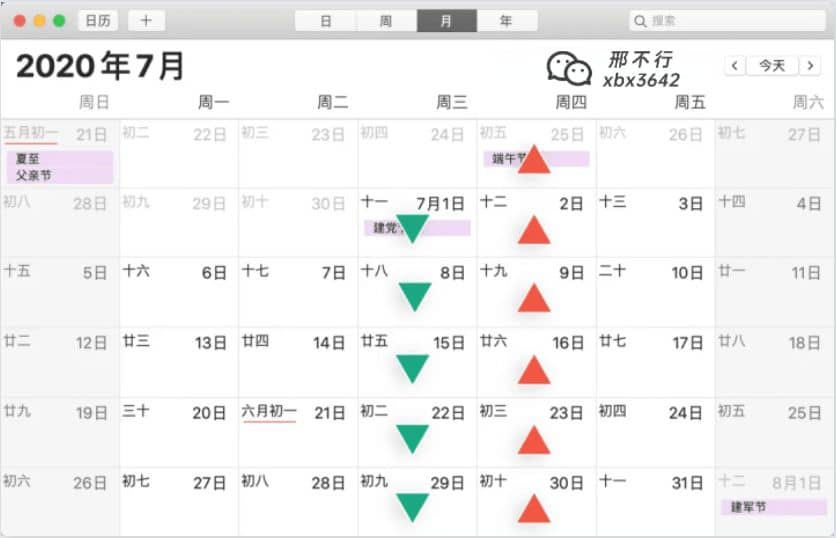 日历 + 日 周 月 年 搜索
2020年7月 邢不行
xbx3642 < 今天 >
周日 周一 周二 周三 周四 周五 周六
五月初一 21日 初二 22日 初三 23日 初四 24日 初五 25日 初六 26日 初七 27日
夏至 端午节
父亲节
初八 28日 初九 29日 初十 30日 十一 7月1日 十二 2日 十三 3日 十四 4日
建党
十五 5日 十六 6日 十七 7日 十八 8日 十九 9日 二十 10日 廿一 11日
廿二 12日 廿三 13日 廿四 14日 廿五 15日 廿六 16日 廿七 17日 廿八 18日
廿九 19日 三十 20日 六月初一 21日 初二 22日 初三 23日 初四 24日 初五 25日
初六 26日 初七 27日 初八 28日 初九 29日 初十 30日 十一 31日 十二 8月1日
建军节